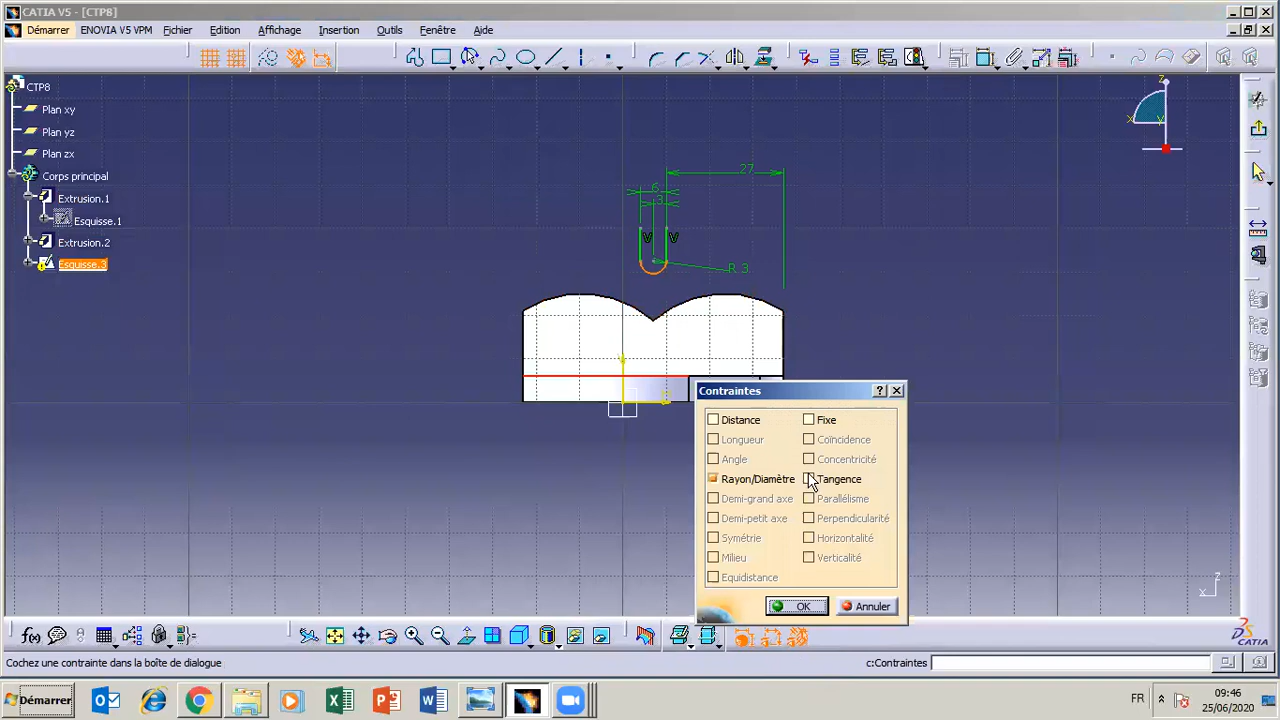 CATIA V5 - [CTP8]
Démarrer ENOVIA V5 VPM Fichier Edition Affichage Insertion Outils Fenêtre Aide
CTP8
Plan xy
Plan yz
Plan zx
Corps principal
Extrusion.1
Esquisse.1
Extrusion.2
Esquisse.3
27
6
3
V V
R 3
z
x y
Contraintes
Distance Fixe
Longueur Coïncidence
Angle Concentricité
Rayon/Diamètre Tangence
Demi-grand axe Parallélisme
Demi-petit axe Perpendicularité
Symétrie Horizontalité
Milieu Verticalité
Equidistance
OK Annuler
z
x
f(x)
Cochez une contrainte dans la boîte de dialogue c:Contraintes
Démarrer FR 09:46
25/06/2020